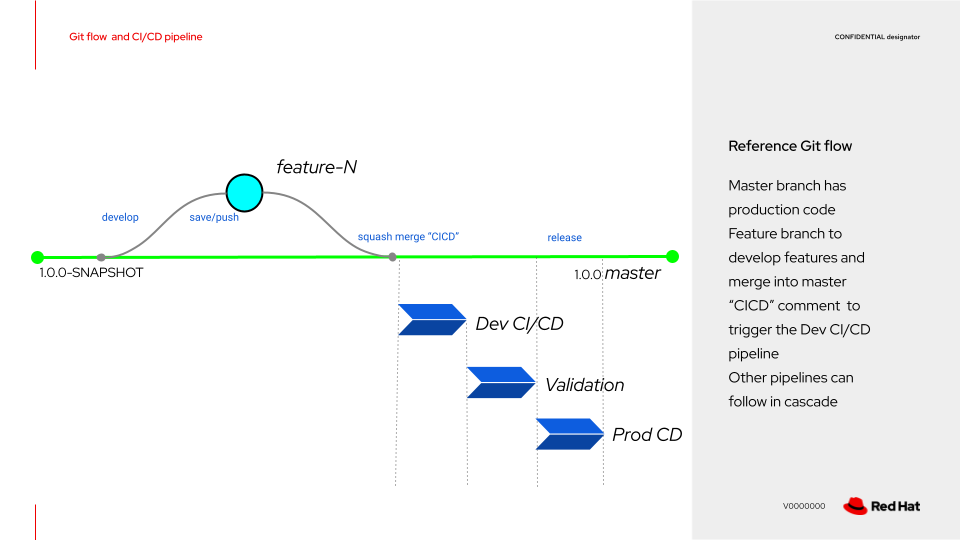 Git flow  and CI/CD pipeline
CONFIDENTIAL designator
feature-N
develop
save/push
squash merge “CICD”
release
1.0.0-SNAPSHOT
1.0.0
master
Dev CI/CD
Validation
Prod CD
Reference Git flow
Master branch has
production code
Feature branch to
develop features and
merge into master
“CICD” comment  to
trigger the Dev CI/CD
pipeline
Other pipelines can
follow in cascade
V0000000
Red Hat